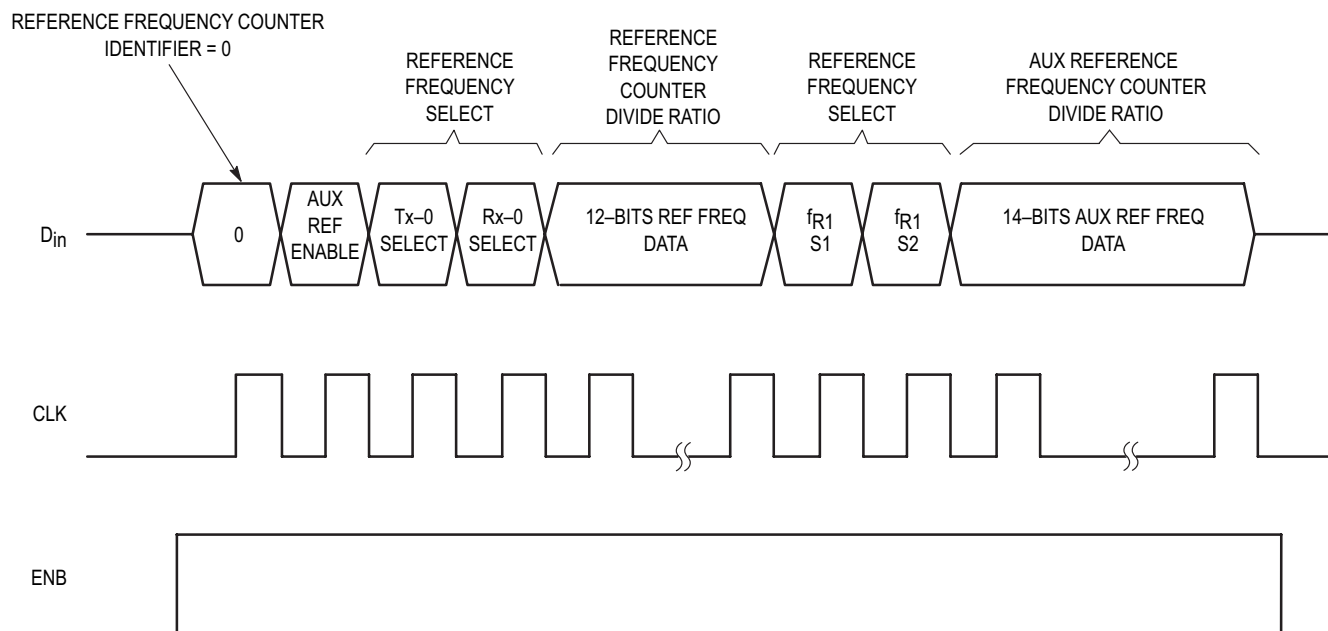 REFERENCE FREQUENCY COUNTER
IDENTIFIER = 0
REFERENCE
FREQUENCY
SELECT
REFERENCE
FREQUENCY
COUNTER
DIVIDE RATIO
REFERENCE
FREQUENCY
SELECT
AUX REFERENCE
FREQUENCY COUNTER
DIVIDE RATIO
Din
0
AUX
REF
ENABLE
Tx–0
SELECT
Rx–0
SELECT
12–BITS REF FREQ
DATA
fR1
S1
fR1
S2
14–BITS AUX REF FREQ
DATA
CLK
ENB